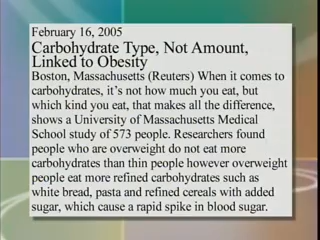 February 16, 2005
Carbohydrate Type, Not Amount,
Linked to Obesity
Boston, Massachusetts (Reuters) When it comes to
carbohydrates, it's not how much you eat, but
which kind you eat, that makes all the difference,
shows a University of Massachusetts Medical
School study of 573 people. Researchers found
people who are overweight do not eat more
carbohydrates than thin people however overweight
people eat more refined carbohydrates such as
white bread, pasta and refined cereals with added
sugar, which cause a rapid spike in blood sugar.